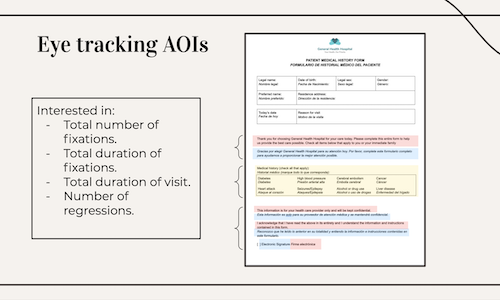 Eye tracking AOIs
Interested in:
- Total number of
fixations.
- Total duration of
fixations.
- Total duration of visit.
- Number of
regressions.
General Health Hospital
PATIENT MEDICAL HISTORY FORM
FORMULARIO DE HISTORIAL MÉDICO DEL PACIENTE
Legal name: Date of birth: Legal sex: Gender:
Nombre legal: Fecha de Nacimiento: Sexo legal: Género:
Preferred name: Residence address:
Nombre preferido: Dirección de la residencia:
Today's date Reason for visit
Fecha de hoy Motivo de la visita
Thank you for choosing General Health Hospital for your care today. Please complete this entire form to help
us provide the best care possible. Check all items below that apply to you or your immediate family.
Gracias por elegir General Health Hospital para su atención hoy. Por favor, complete este formulario completo
para ayudarnos a proporcionar la mejor atención posible.
Medical history (check all that apply)
Historial médico (marque todo lo que corresponda)
Diabetes High blood pressure Cerebral embolism Cancer
Diabetes Presión arterial alta Embolia cerebral Cáncer
Heart attack Seizures/Epilepsy Alcohol or drug use Liver disease
Ataque al corazón Ataques/Epilepsia Alcohol o uso de drogas Enfermedad del hígado
This information is for your health care provider only and will be kept confidential.
Esta información es solo para su proveedor de atención médica y se mantendrá confidencial.
I acknowledge that I have read the above in its entirety and I understand the information and instructions
contained in this form.
Reconozco que he leído lo anterior en su totalidad y entiendo la información e instrucciones contenidas en
este formulario.
Electronic Signature Firma electrónica